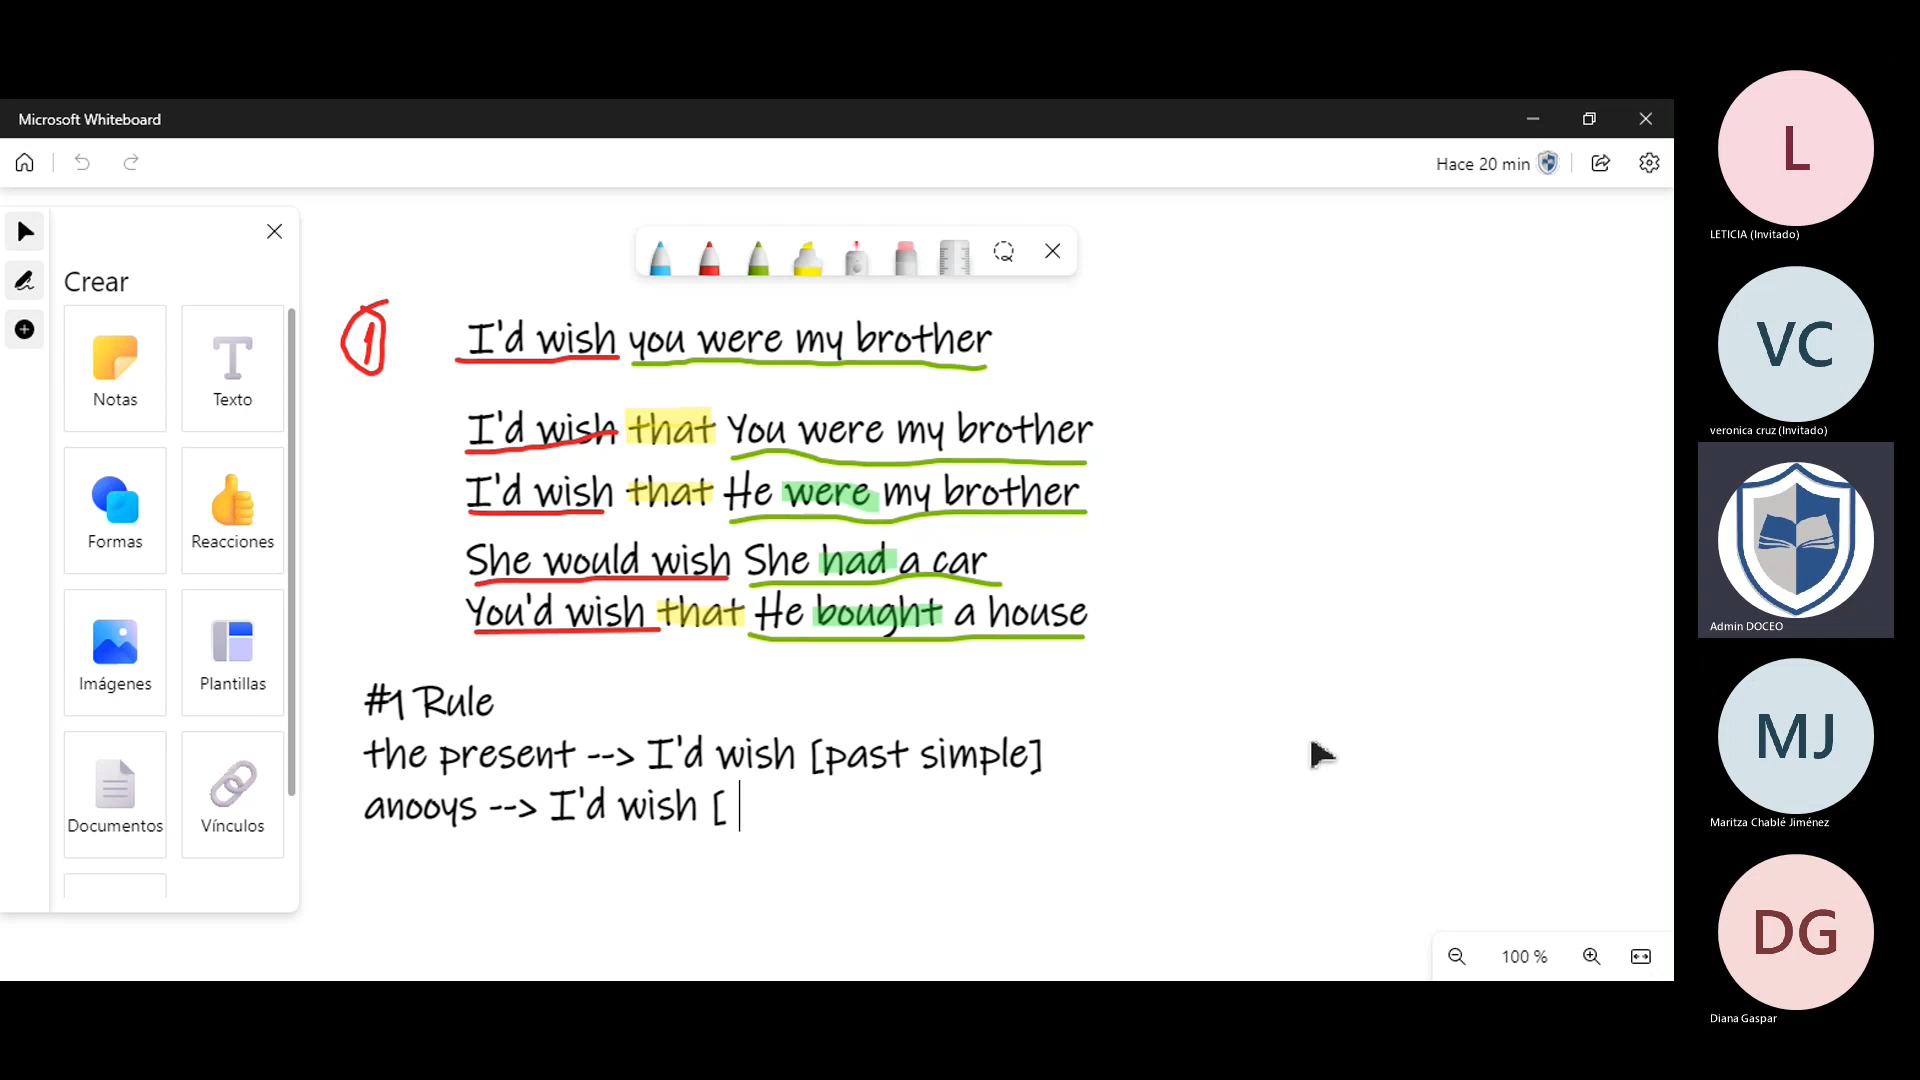 Microsoft Whiteboard
Hace 20 min
Crear
Notas
Texto
Formas
Reacciones
Imágenes
Plantillas
Documentos
Vínculos
1
I'd wish you were my brother
I'd wish that You were my brother
I'd wish that He were my brother
She would wish She had a car
You'd wish that He bought a house
#1 Rule
the present --> I'd wish [past simple]
anooys --> I'd wish [
100 %
L
LETICIA (Invitado)
VC
veronica cruz (Invitado)
Admin DOCEO
MJ
Maritza Chablé Jiménez
DG
Diana Gaspar